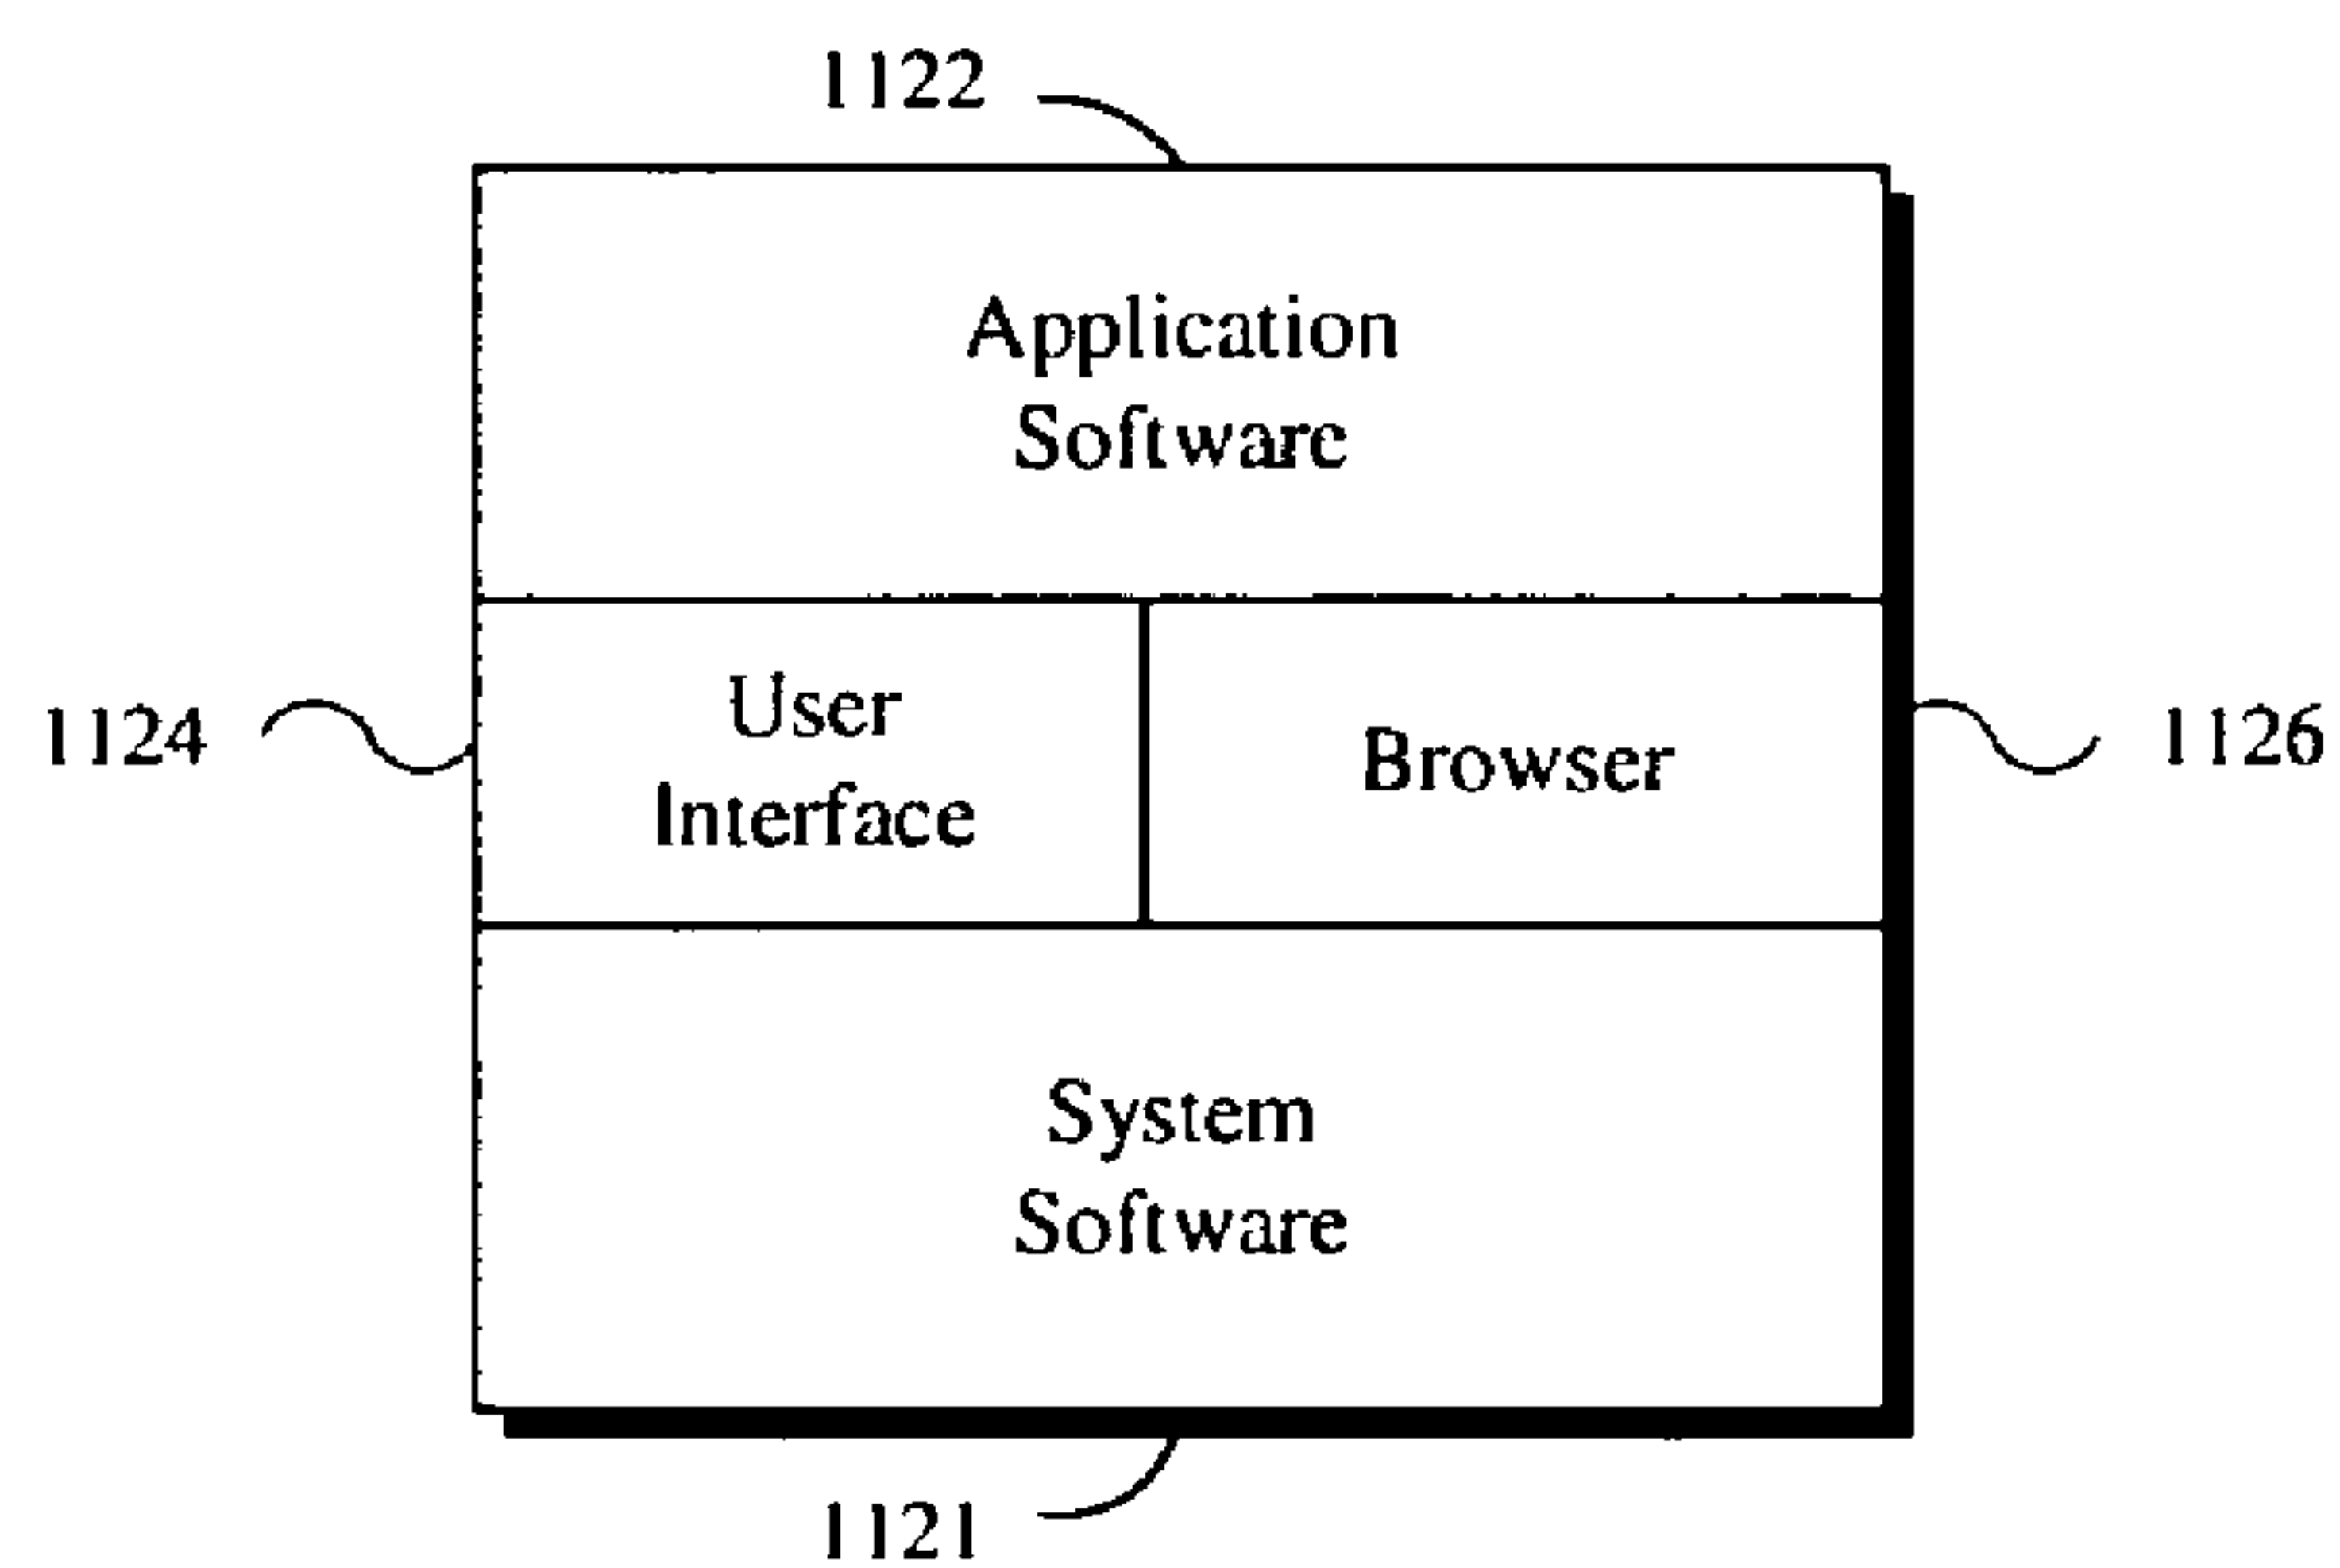 1122
Application
Software
User
Interface
Browser
1124
1126
System
Software
1121